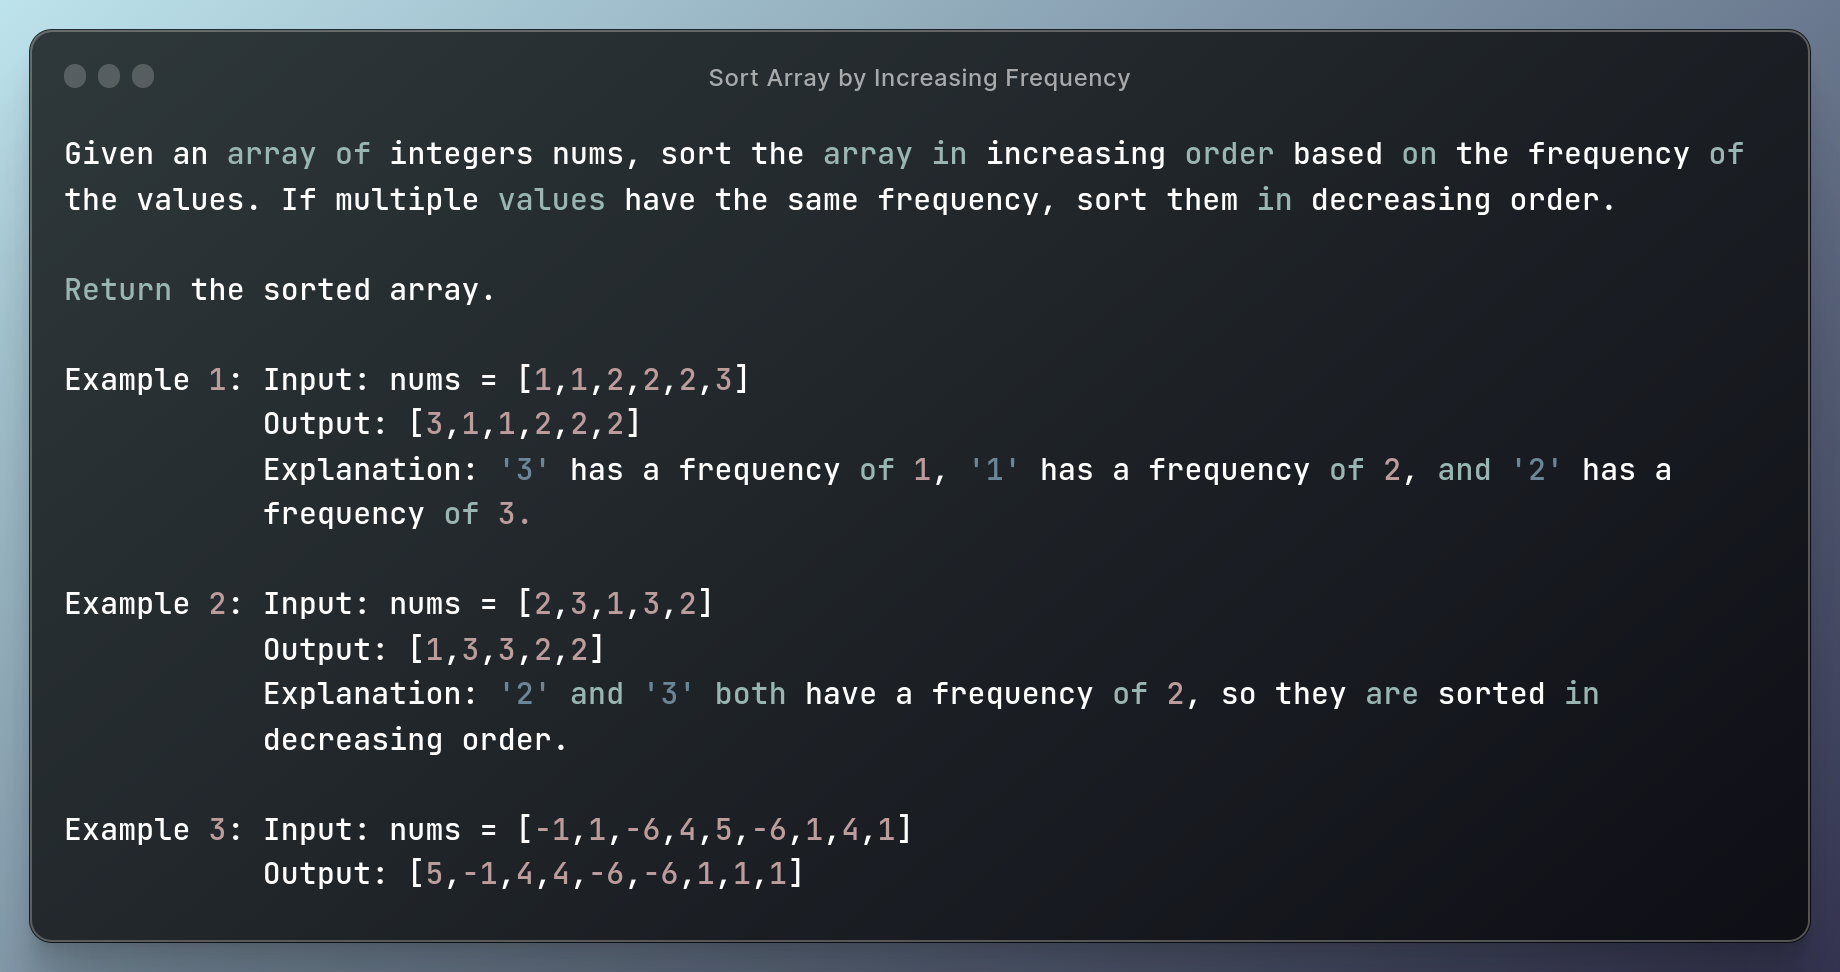 Sort Array by Increasing Frequency
Given an array of integers nums, sort the array in increasing order based on the frequency of
the values. If multiple values have the same frequency, sort them in decreasing order.
Return the sorted array.
Example 1: Input: nums = [1,1,2,2,2,3]
Output: [3,1,1,2,2,2]
Explanation: '3' has a frequency of 1, '1' has a frequency of 2, and '2' has a
frequency of 3.
Example 2: Input: nums = [2,3,1,3,2]
Output: [1,3,3,2,2]
Explanation: '2' and '3' both have a frequency of 2, so they are sorted in
decreasing order.
Example 3: Input: nums = [-1,1,-6,4,5,-6,1,4,1]
Output: [5,-1,4,4,-6,-6,1,1,1]